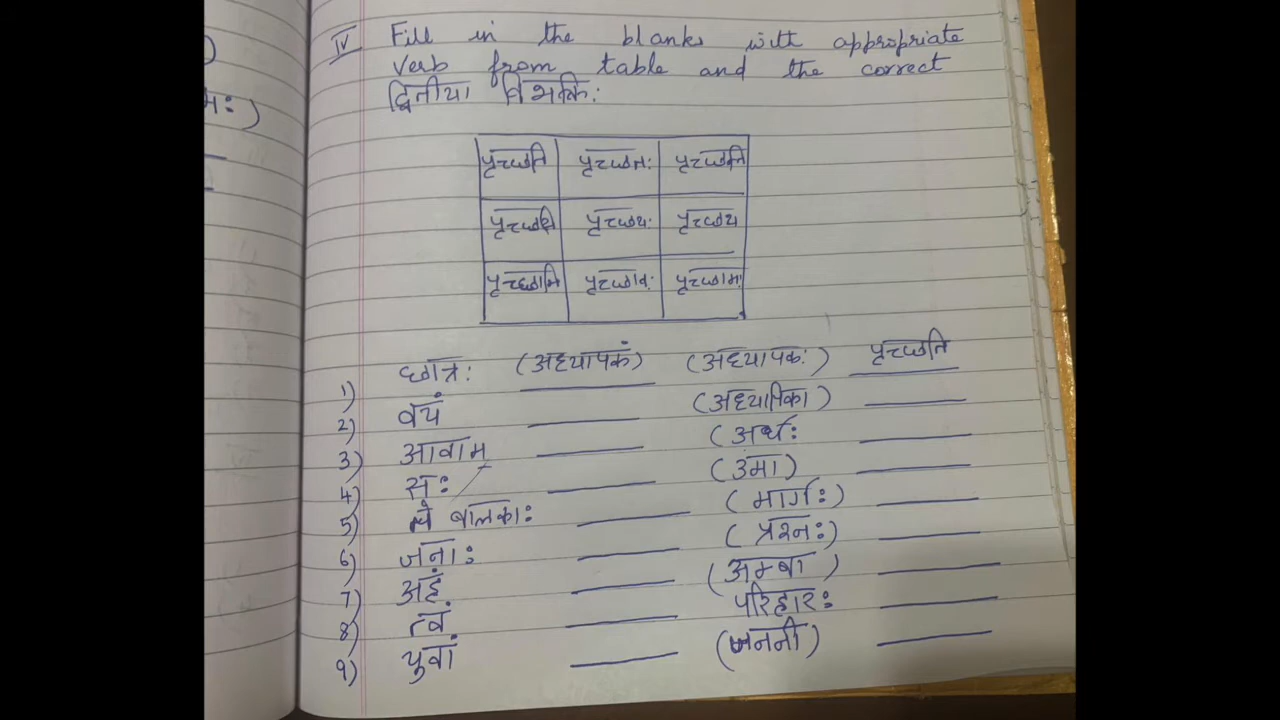 IV Fill in the blanks with appropriate
verb from table and the correct
द्वितीया विभक्ति:
पृच्छति पृच्छतः पृच्छन्ति
पृच्छसि पृच्छथः पृच्छथ
पृच्छामि पृच्छावः पृच्छामः
1) छात्रः (अध्यापकं) (अध्यापकः) पृच्छति
2) वयं (अध्यापिका)
3) आवाम् (अर्थः
4) सः (उमा)
5) ते बालकाः (मार्गः)
6) जनाः (प्रश्नः)
7) अहं (अम्बा)
8) त्वं परिहारः
9) युवां (जननी)